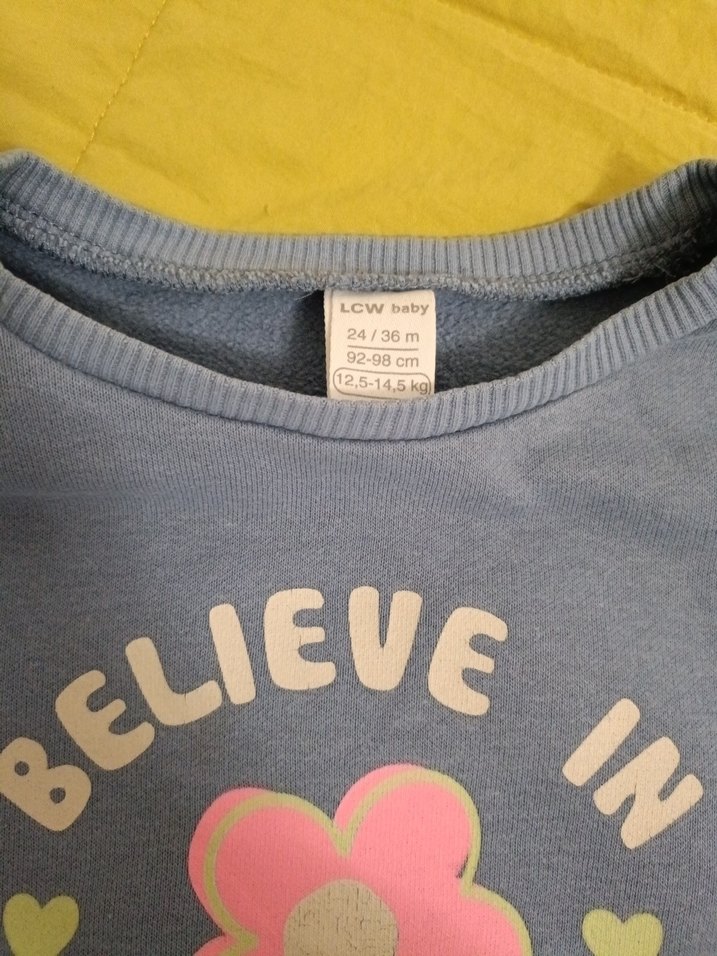 LCW baby
24 / 36 m
92-98 cm
12,5-14,5 kg
BELIEVE IN